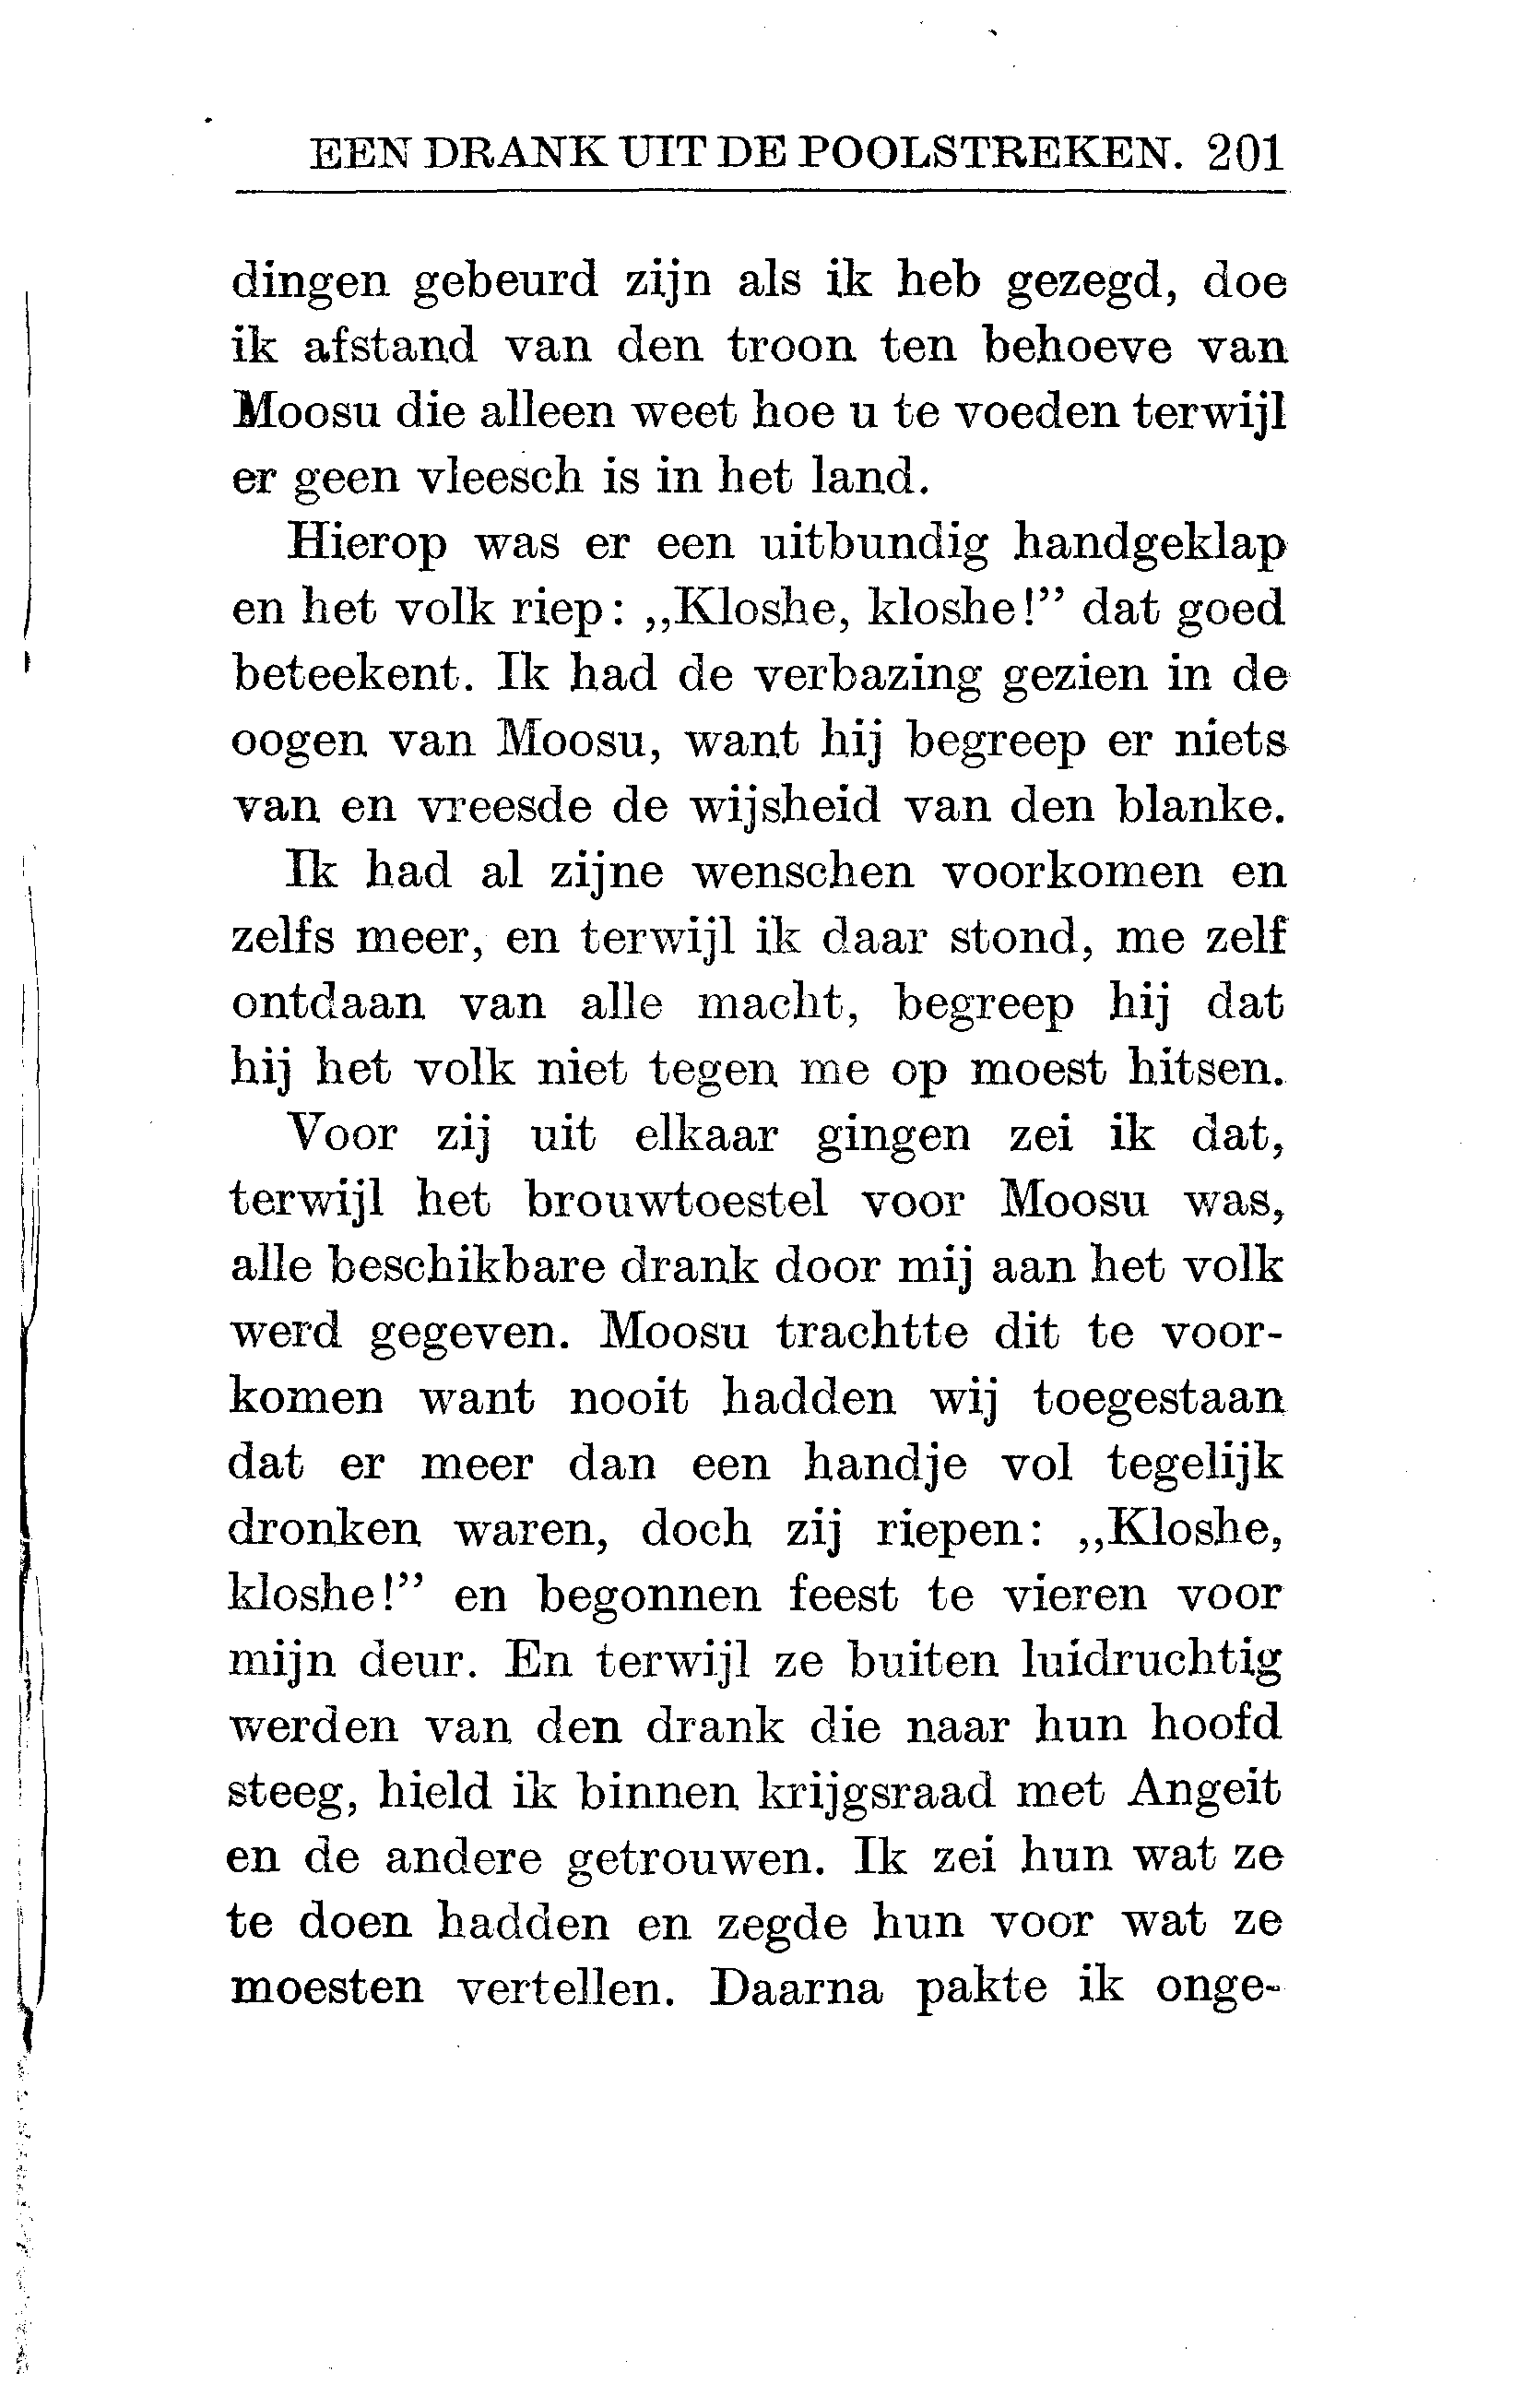 EEN DRANK UIT DE POOLSTREKEN. 201
dingen gebeurd zijn als ik heb gezegd, doe
ik afstand van den troon ten behoeve van
Moosu die alleen weet hoe u te voeden terwijl
er geen vleesch is in het land.
Hierop was er een uitbundig handgeklap
en het volk riep: „Kloshe, kloshe!” dat goed
beteekent. Ik had de verbazing gezien in de
oogen van Moosu, want hij begreep er niets
van en vreesde de wijsheid van den blanke.
Ik had al zijne wenschen voorkomen en
zelfs meer, en terwijl ik daar stond, me zelf
ontdaan van alle macht, begreep hij dat
hij het volk niet tegen me op moest hitsen.
Voor zij uit elkaar gingen zei ik dat,
terwijl het brouwtoestel voor Moosu was,
alle beschikbare drank door mij aan het volk
werd gegeven. Moosu trachtte dit te voor-
komen want nooit hadden wij toegestaan
dat er meer dan een handje vol tegelijk
dronken waren, doch zij riepen: „Kloshe,
kloshe!” en begonnen feest te vieren voor
mijn deur. En terwijl ze buiten luidruchtig
werden van den drank die naar hun hoofd
steeg, hield ik binnen krijgsraad met Angeit
en de andere getrouwen. Ik zei hun wat ze
te doen hadden en zegde hun voor wat ze
moesten vertellen. Daarna pakte ik onge-